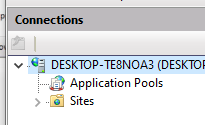 Connections
DESKTOP-TE8NOA3 (DESKTOP
Application Pools
Sites